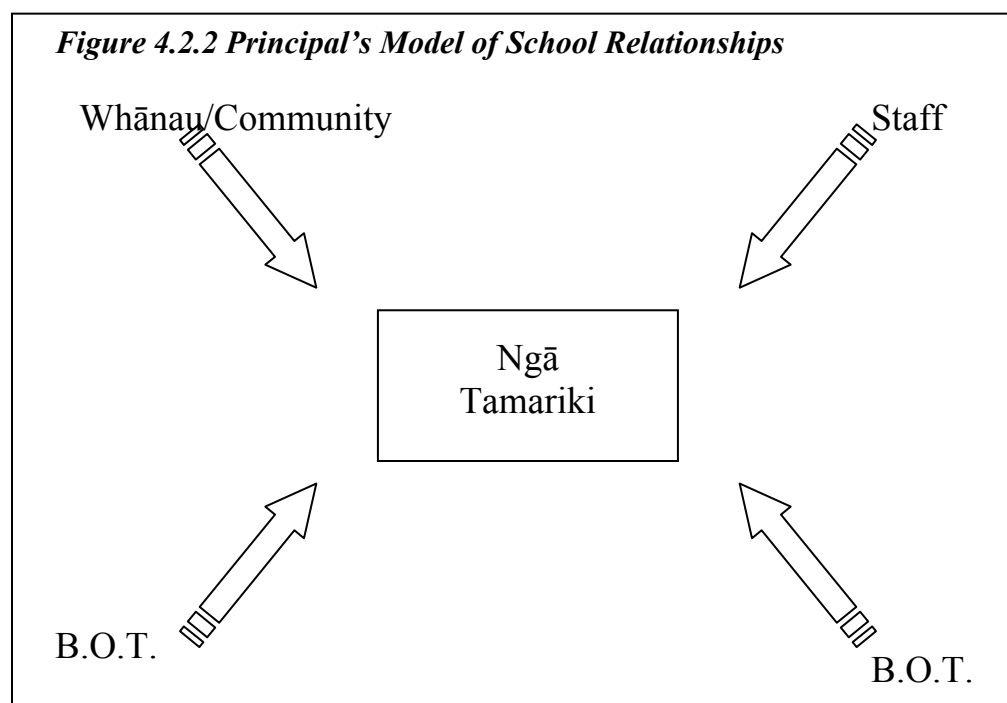 Figure 4.2.2 Principal’s Model of School Relationships
Whānau/Community
Staff
Ngā
Tamariki
B.O.T.
B.O.T.